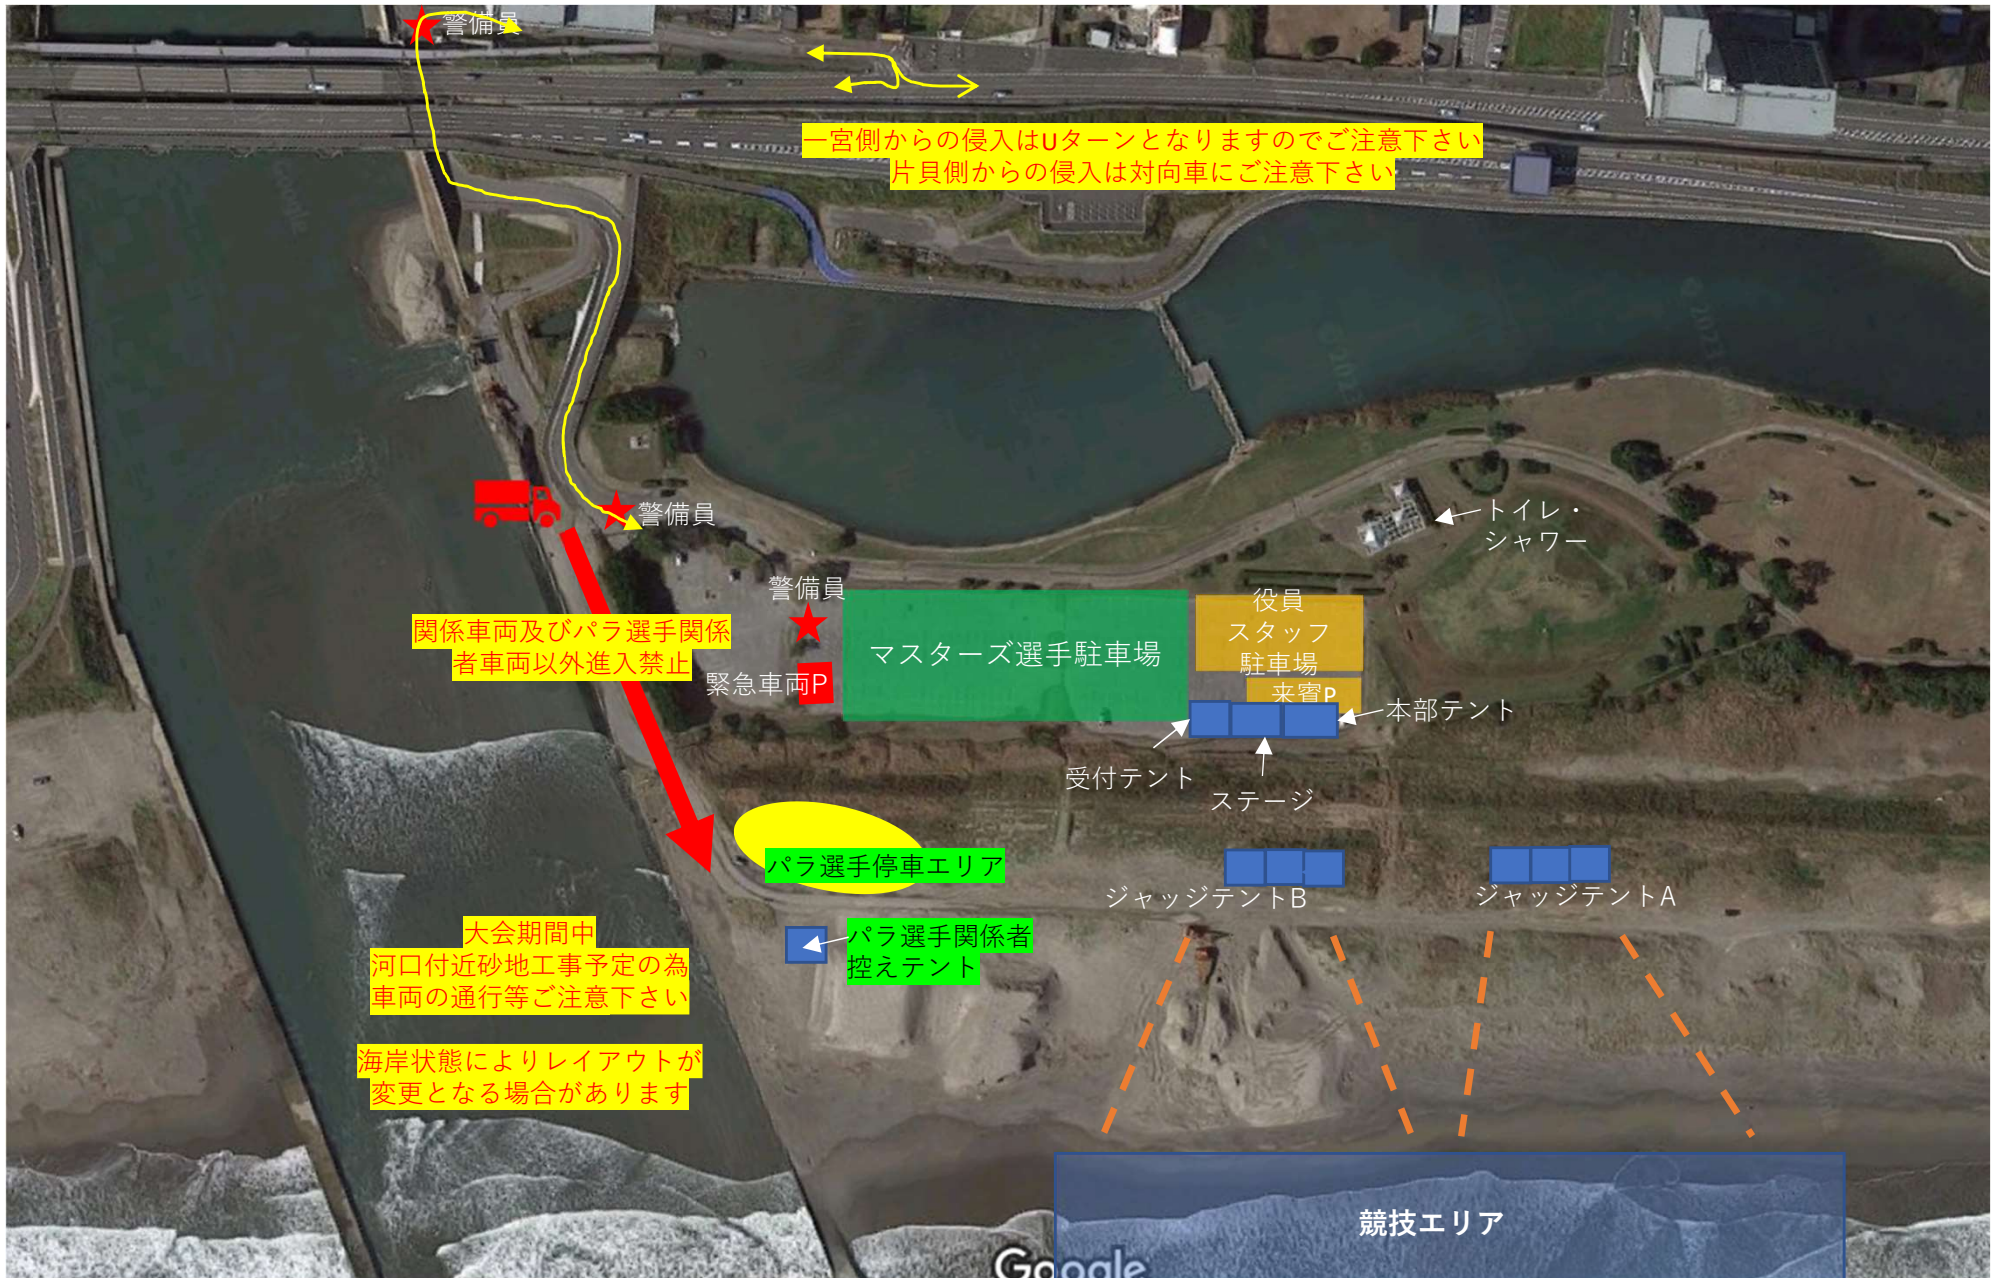 警備員
一宮側からの侵入はUターンとなりますのでご注意下さい
片貝側からの侵入は対向車にご注意下さい
警備員
トイレ・
シャワー
警備員
関係車両及びパラ選手関係
者車両以外進入禁止
緊急車両P
マスターズ選手駐車場
役員
スタッフ
駐車場
来賓P
本部テント
受付テント
ステージ
パラ選手停車エリア
ジャッジテントB
ジャッジテントA
パラ選手関係者
控えテント
大会期間中
河口付近砂地工事予定の為
車両の通行等ご注意下さい
海岸状態によりレイアウトが
変更となる場合があります
競技エリア
Google